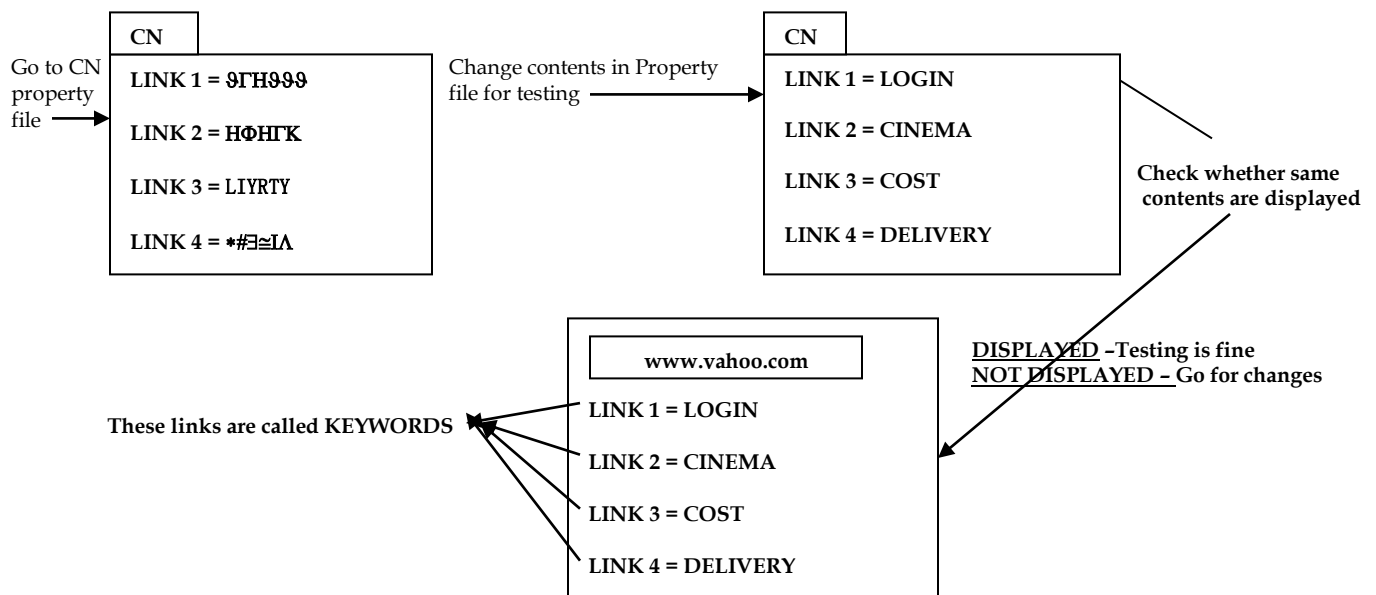 CN
Go to CN
property
file
LINK 1 = ϑΓΗϑϑϑ
LINK 2 = ΗΦΗΓΚ
LINK 3 = LIYRTY
LINK 4 = *#∃≅ΙΛ
Change contents in Property
file for testing
CN
LINK 1 = LOGIN
LINK 2 = CINEMA
LINK 3 = COST
LINK 4 = DELIVERY
Check whether same
contents are displayed
DISPLAYED –Testing is fine
NOT DISPLAYED – Go for changes
www.yahoo.com
LINK 1 = LOGIN
LINK 2 = CINEMA
LINK 3 = COST
LINK 4 = DELIVERY
These links are called KEYWORDS